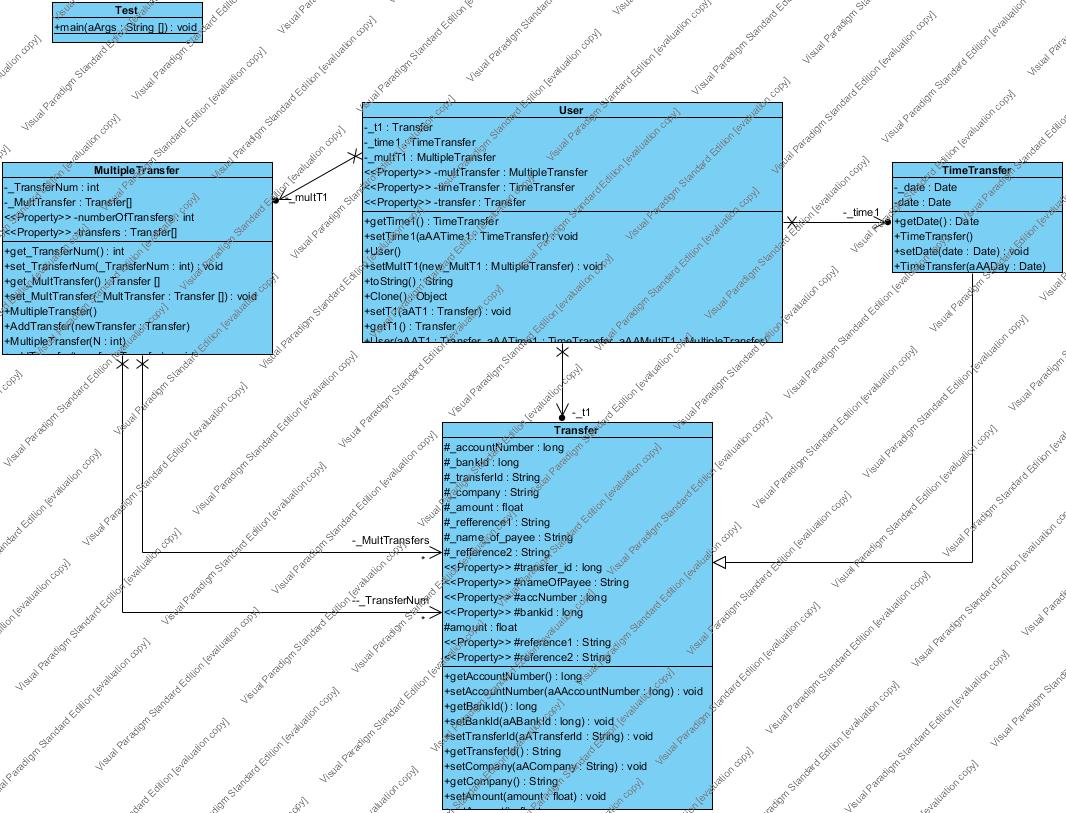 Test
+main(aArgs : String []) : void
User
-_t1 : Transfer
-_time1 : TimeTransfer
-_multT1 : MultipleTransfer
<<Property>> -multTransfer : MultipleTransfer
<<Property>> -timeTransfer : TimeTransfer
<<Property>> -transfer : Transfer
+getTime1() : TimeTransfer
+setTime1(aATime1 : TimeTransfer) : void
+User()
+setMultT1(new_MultT1 : MultipleTransfer) : void
+toString() : String
+Clone() : Object
+setT1(aAT1 : Transfer) : void
+getT1() : Transfer
+User(aAAT1 : Transfer, aAATime1 : TimeTransfer, aAAMultT1 : MultipleTransfer
MultipleTransfer
-_TransferNum : int
-_MultTransfer : Transfer[]
<<Property>> -numberOfTransfers : int
<<Property>> -transfers : Transfer[]
+get_TransferNum() : int
+set_TransferNum(_TransferNum : int) : void
+get_MultTransfer() : Transfer []
+set_MultTransfer(_MultTransfer : Transfer []) : void
+MultipleTransfer()
+AddTransfer(newTransfer : Transfer)
+MultipleTransfer(N : int)
-_multT1
TimeTransfer
-_date : Date
-date : Date
+getDate() : Date
+TimeTransfer()
+setDate(date : Date) : void
+TimeTransfer(aAADay : Date)
-_time1
-_t1
-_MultTransfers
*
-_TransferNum
*
Transfer
#_accountNumber : long
#_bankId : long
#_transferId : String
#_company : String
#_amount : float
#_refference1 : String
#_name_of_payee : String
#_refference2 : String
<<Property>> #transfer_id : long
<<Property>> #nameOfPayee : String
<<Property>> #accNumber : long
<<Property>> #bankid : long
#amount : float
<<Property>> #reference1 : String
<<Property>> #reference2 : String
+getAccountNumber() : long
+setAccountNumber(aAAccountNumber : long) : void
+getBankId() : long
+setBankId(aABankId : long) : void
+setTransferId(aATransferId : String) : void
+getTransferId() : String
+setCompany(aACompany : String) : void
+getCompany() : String
+setAmount(amount : float) : void
Visual Paradigm Standard Edition [evaluation copy]